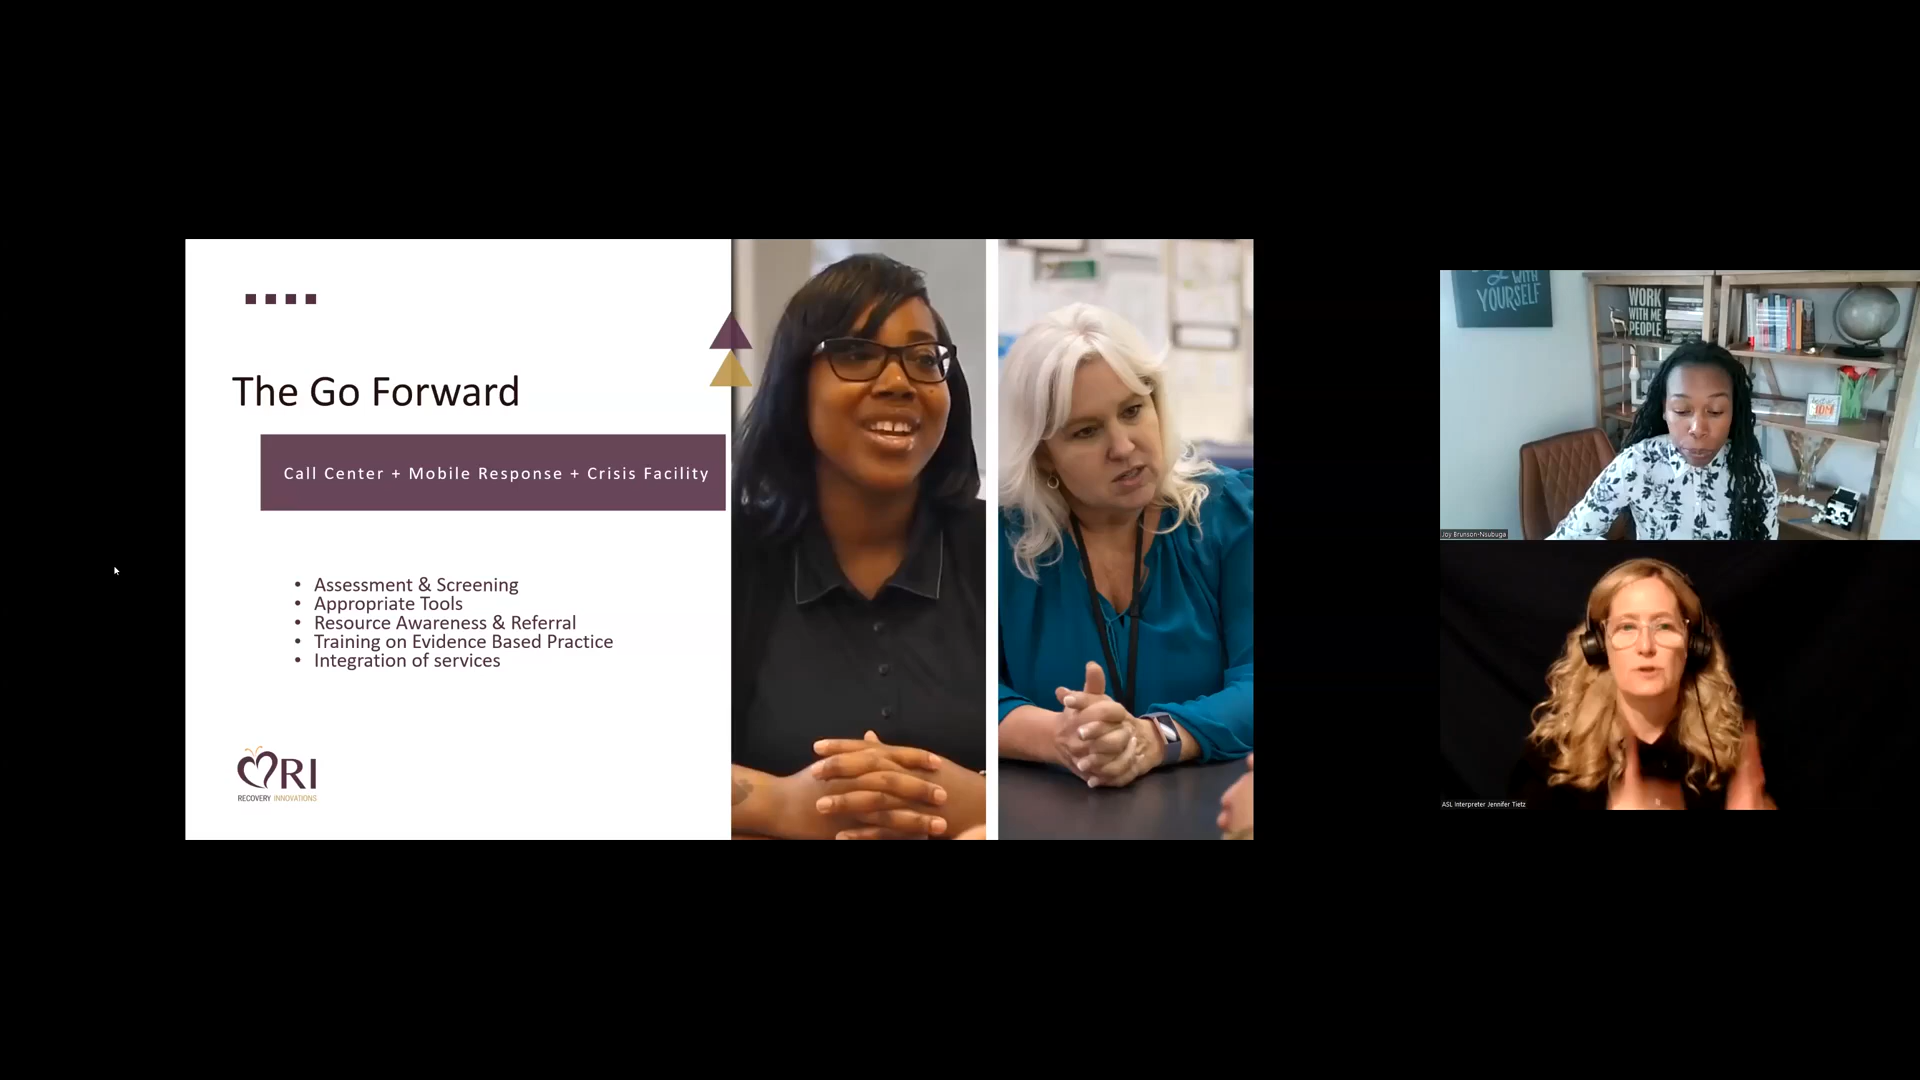 The Go Forward
Call Center + Mobile Response + Crisis Facility
• Assessment & Screening
• Appropriate Tools
• Resource Awareness & Referral
• Training on Evidence Based Practice
• Integration of services
RI
RECOVERY INNOVATIONS
WITH
YOURSELF
WORK
WITH ME
PEOPLE
MOM
Joy Brunson-Nsubuga
ASL Interpreter Jennifer Tietz